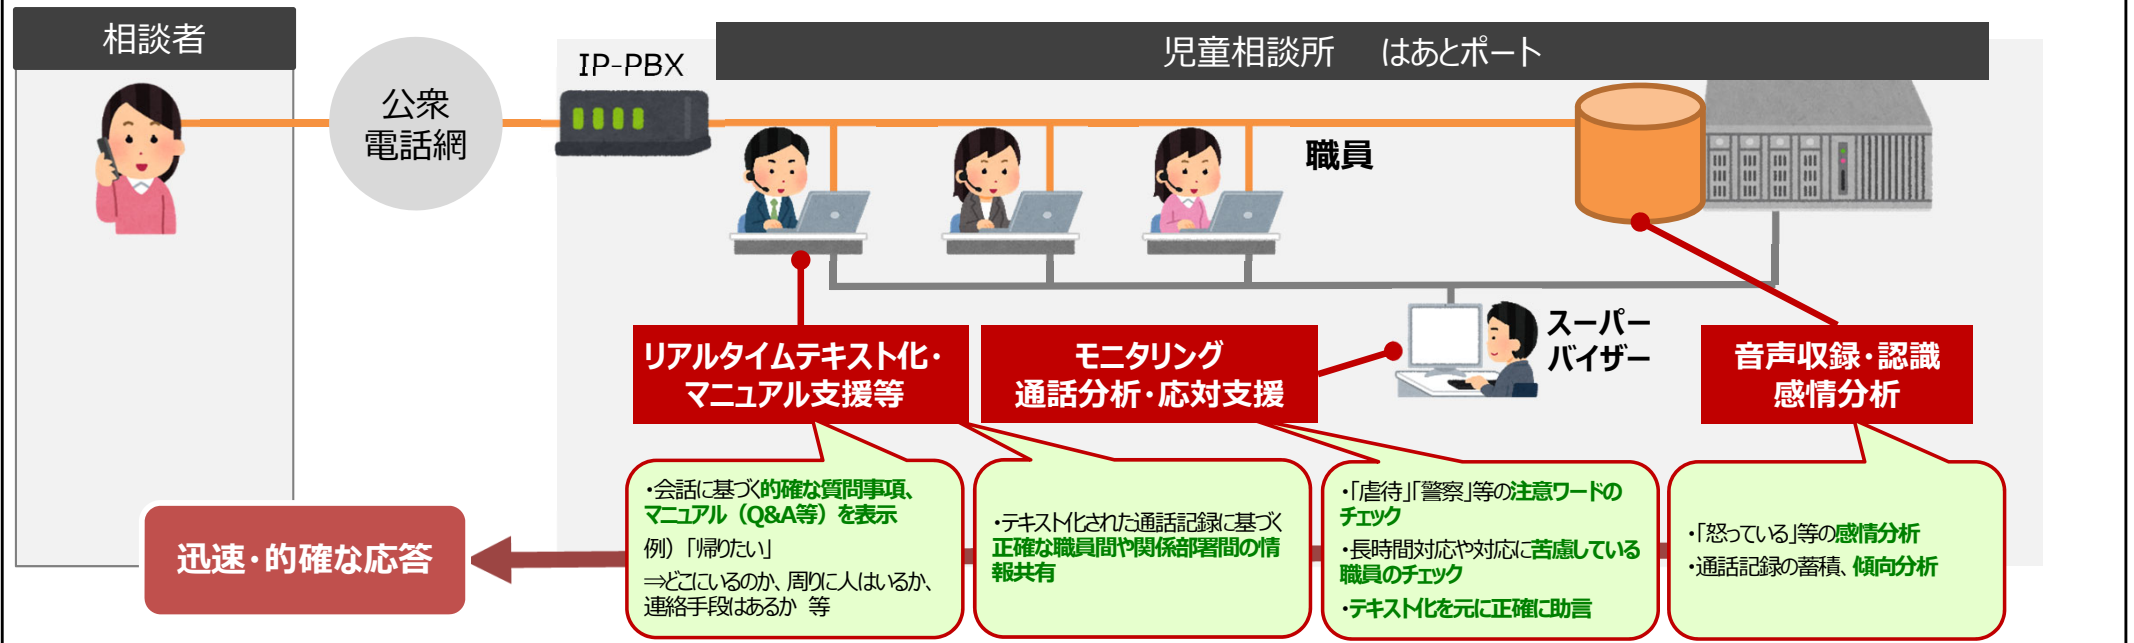 相談者
公衆
電話網
IP-PBX
児童相談所 はあとポート
職員
スーパー
バイザー
リアルタイムテキスト化・
マニュアル支援等
モニタリング
通話分析・応対支援
音声収録・認識
感情分析
・会話に基づく的確な質問事項、
マニュアル（Q&A等）を表示
例）「帰りたい」
⇒どこにいるのか、周りに人はいるか、
連絡手段はあるか 等
・テキスト化された通話記録に基づく
正確な職員間や関係部署間の情
報共有
・「虐待」「警察」等の注意ワードの
チェック
・長時間対応や対応に苦慮している
職員のチェック
・テキスト化を元に正確に助言
・「怒っている」等の感情分析
・通話記録の蓄積、傾向分析
迅速・的確な応答